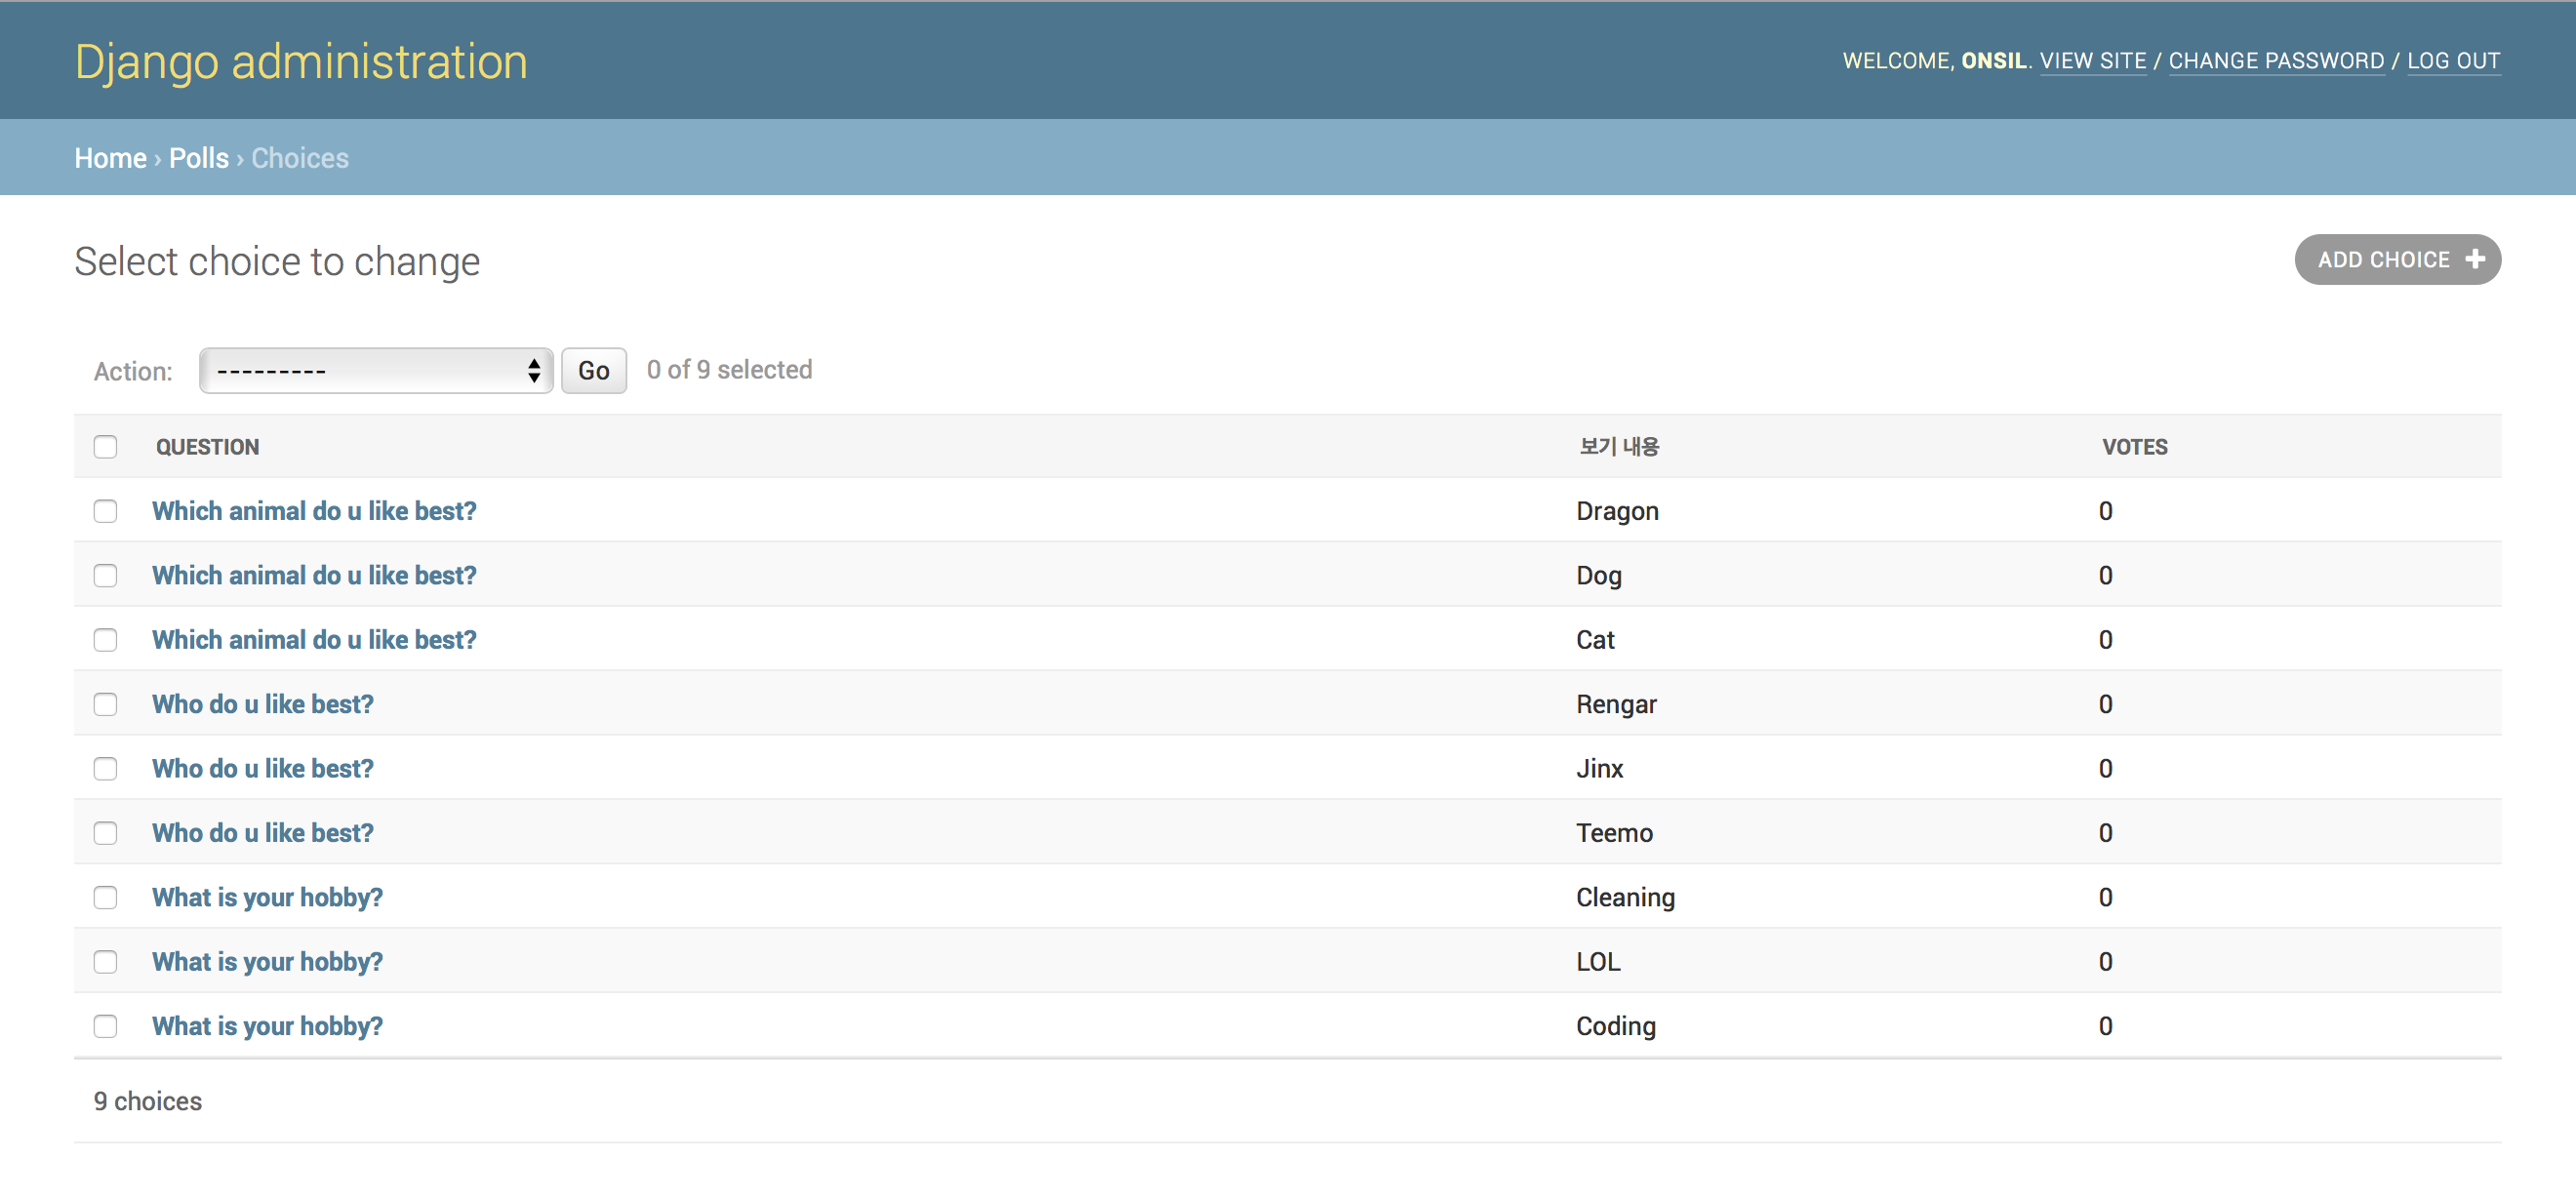 Django administration
WELCOME, ONSIL. VIEW SITE / CHANGE PASSWORD / LOG OUT
Home › Polls › Choices
Select choice to change
ADD CHOICE +
Action: --------- Go 0 of 9 selected
QUESTION 보기 내용 VOTES
Which animal do u like best? Dragon 0
Which animal do u like best? Dog 0
Which animal do u like best? Cat 0
Who do u like best? Rengar 0
Who do u like best? Jinx 0
Who do u like best? Teemo 0
What is your hobby? Cleaning 0
What is your hobby? LOL 0
What is your hobby? Coding 0
9 choices